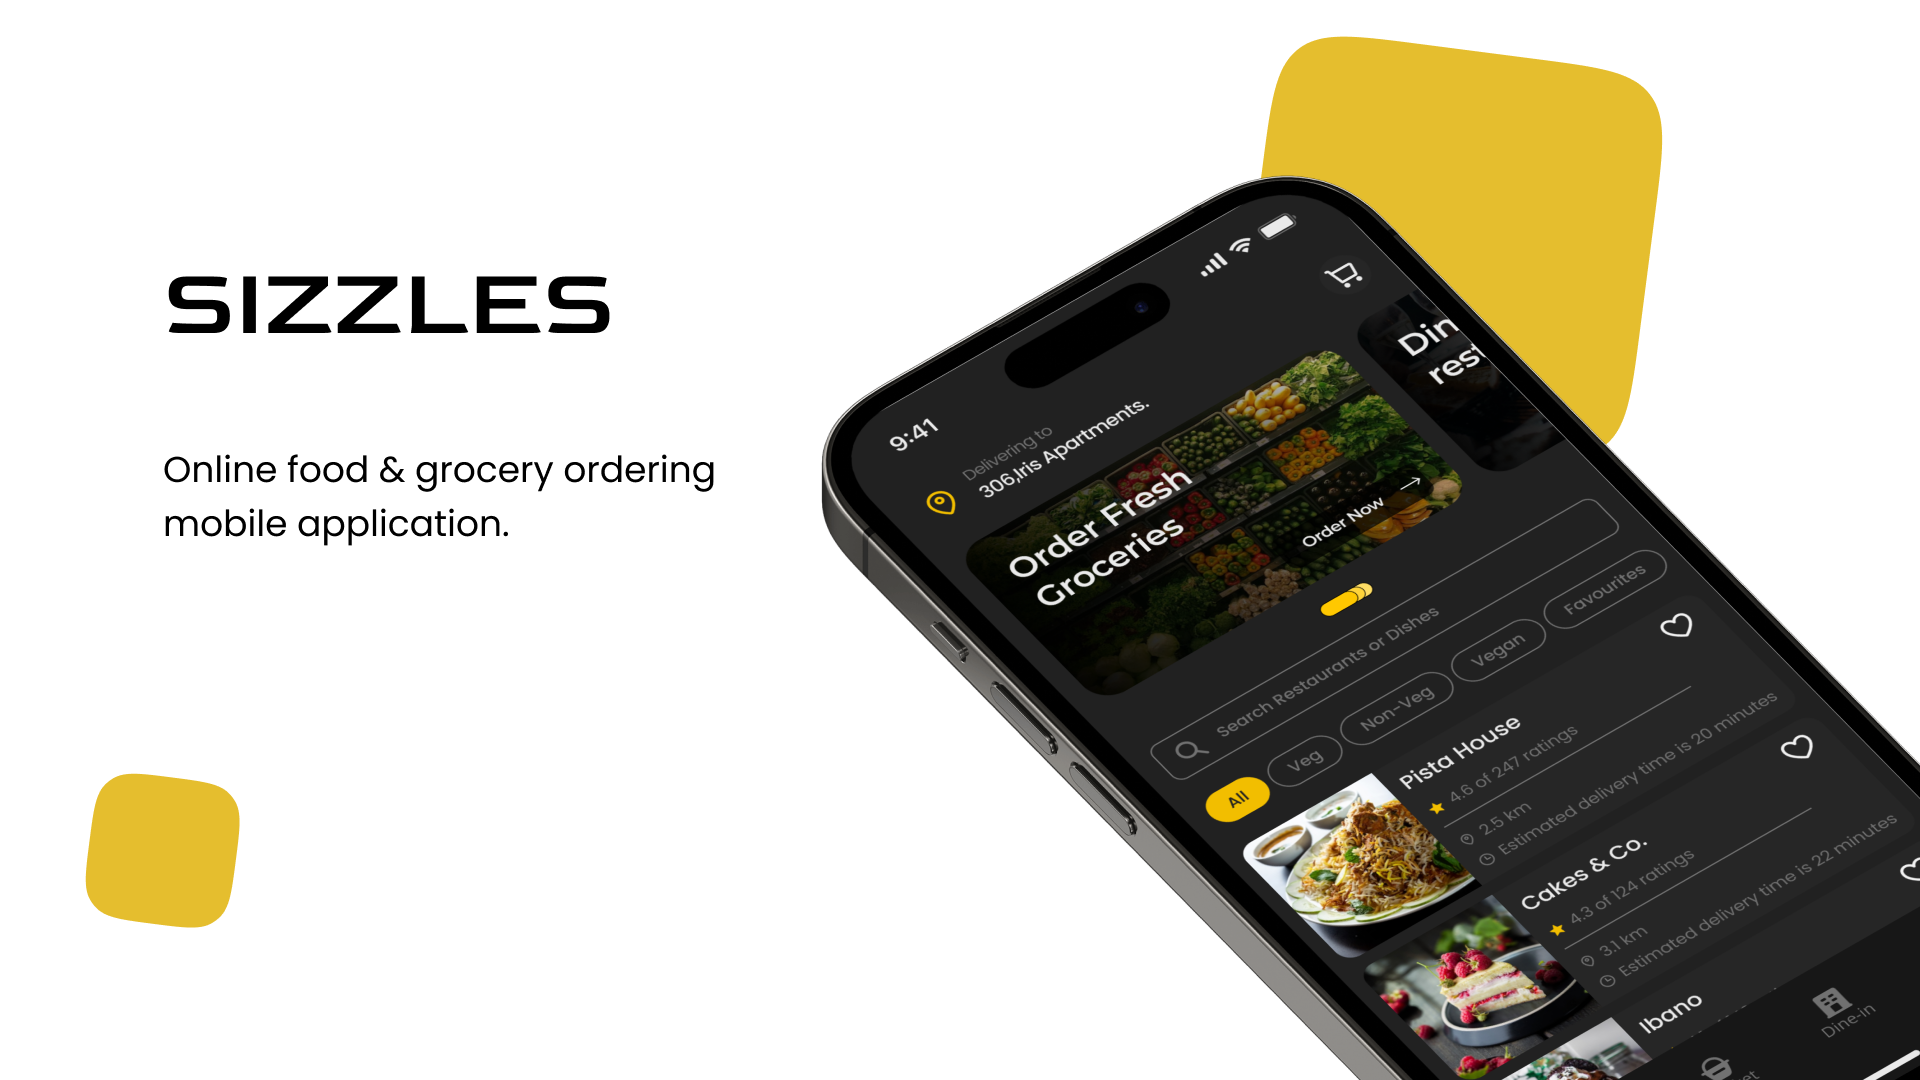 SIZZLES
Online food & grocery ordering
mobile application.
9:41
Delivering to
306,Iris Apartments.
Order Fresh
Groceries
Order Now
Search Restaurants or Dishes
All
Veg
Non-Veg
Vegan
Favourites
Pista House
4.6 of 247 ratings
2.5 km
Estimated delivery time is 20 minutes
Cakes & Co.
4.3 of 124 ratings
3.1 km
Estimated delivery time is 22 minutes
Ibano
Dine-in